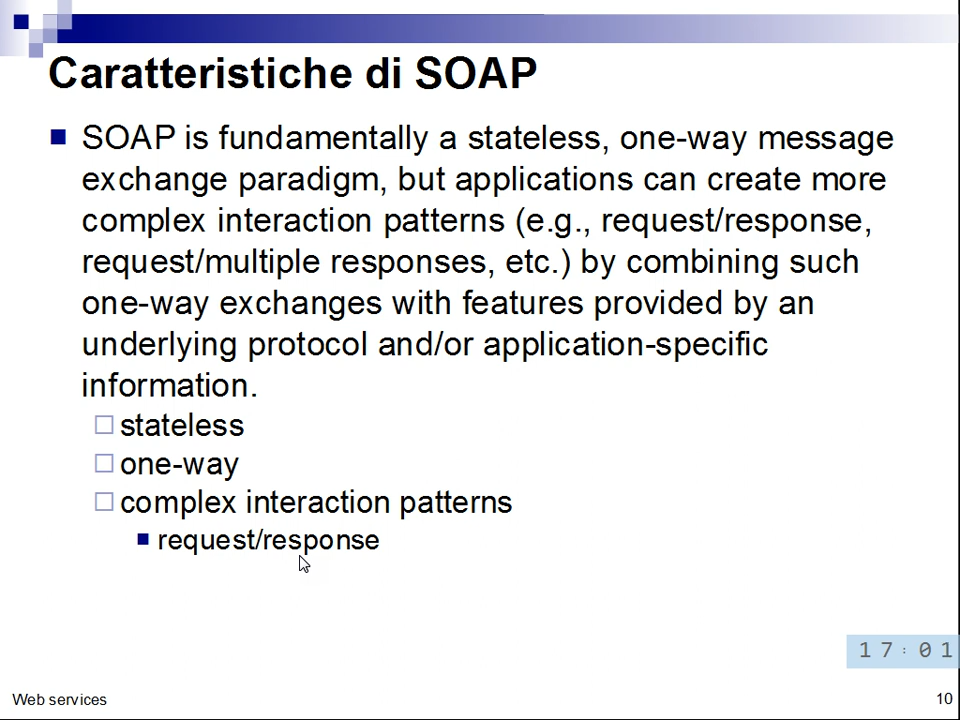 Caratteristiche di SOAP
SOAP is fundamentally a stateless, one-way message
exchange paradigm, but applications can create more
complex interaction patterns (e.g., request/response,
request/multiple responses, etc.) by combining such
one-way exchanges with features provided by an
underlying protocol and/or application-specific
information.
stateless
one-way
complex interaction patterns
request/response
17:01
Web services
10